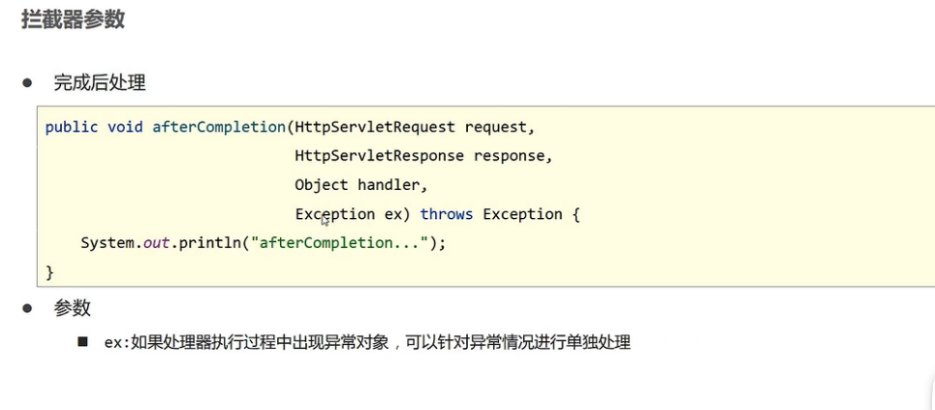 拦截器参数
● 完成后处理
public void afterCompletion(HttpServletRequest request,
HttpServletResponse response,
Object handler,
Exception ex) throws Exception {
System.out.println("afterCompletion...");
}
● 参数
■ ex:如果处理器执行过程中出现异常对象，可以针对异常情况进行单独处理